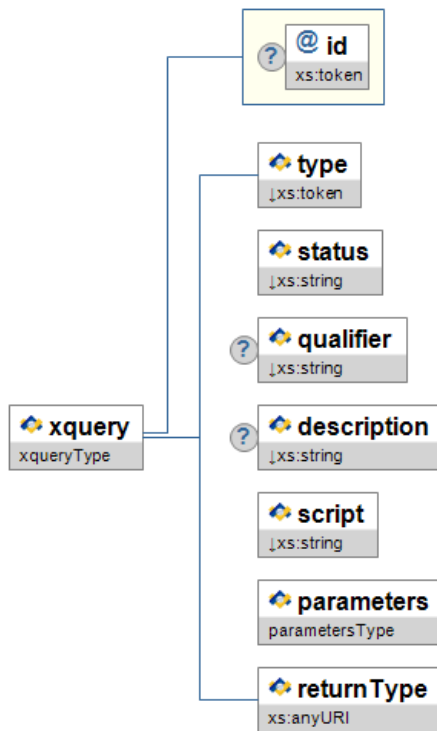 @ id
xs:token
type
↓xs:token
status
↓xs:string
? qualifier
↓xs:string
xquery
xqueryType
? description
↓xs:string
script
↓xs:string
parameters
parametersType
returnType
xs:anyURI